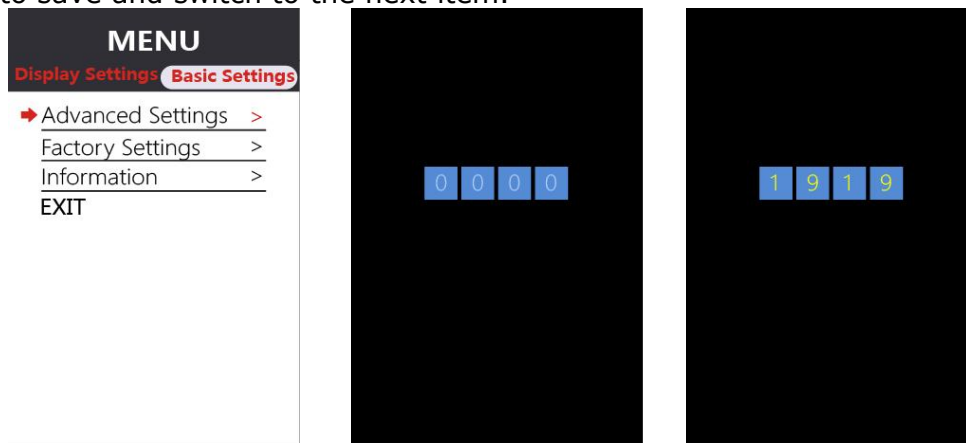 to save and switch to the next item.
MENU
Display Settings Basic Settings
Advanced Settings >
Factory Settings >
Information >
EXIT
0 0 0 0
1 9 1 9